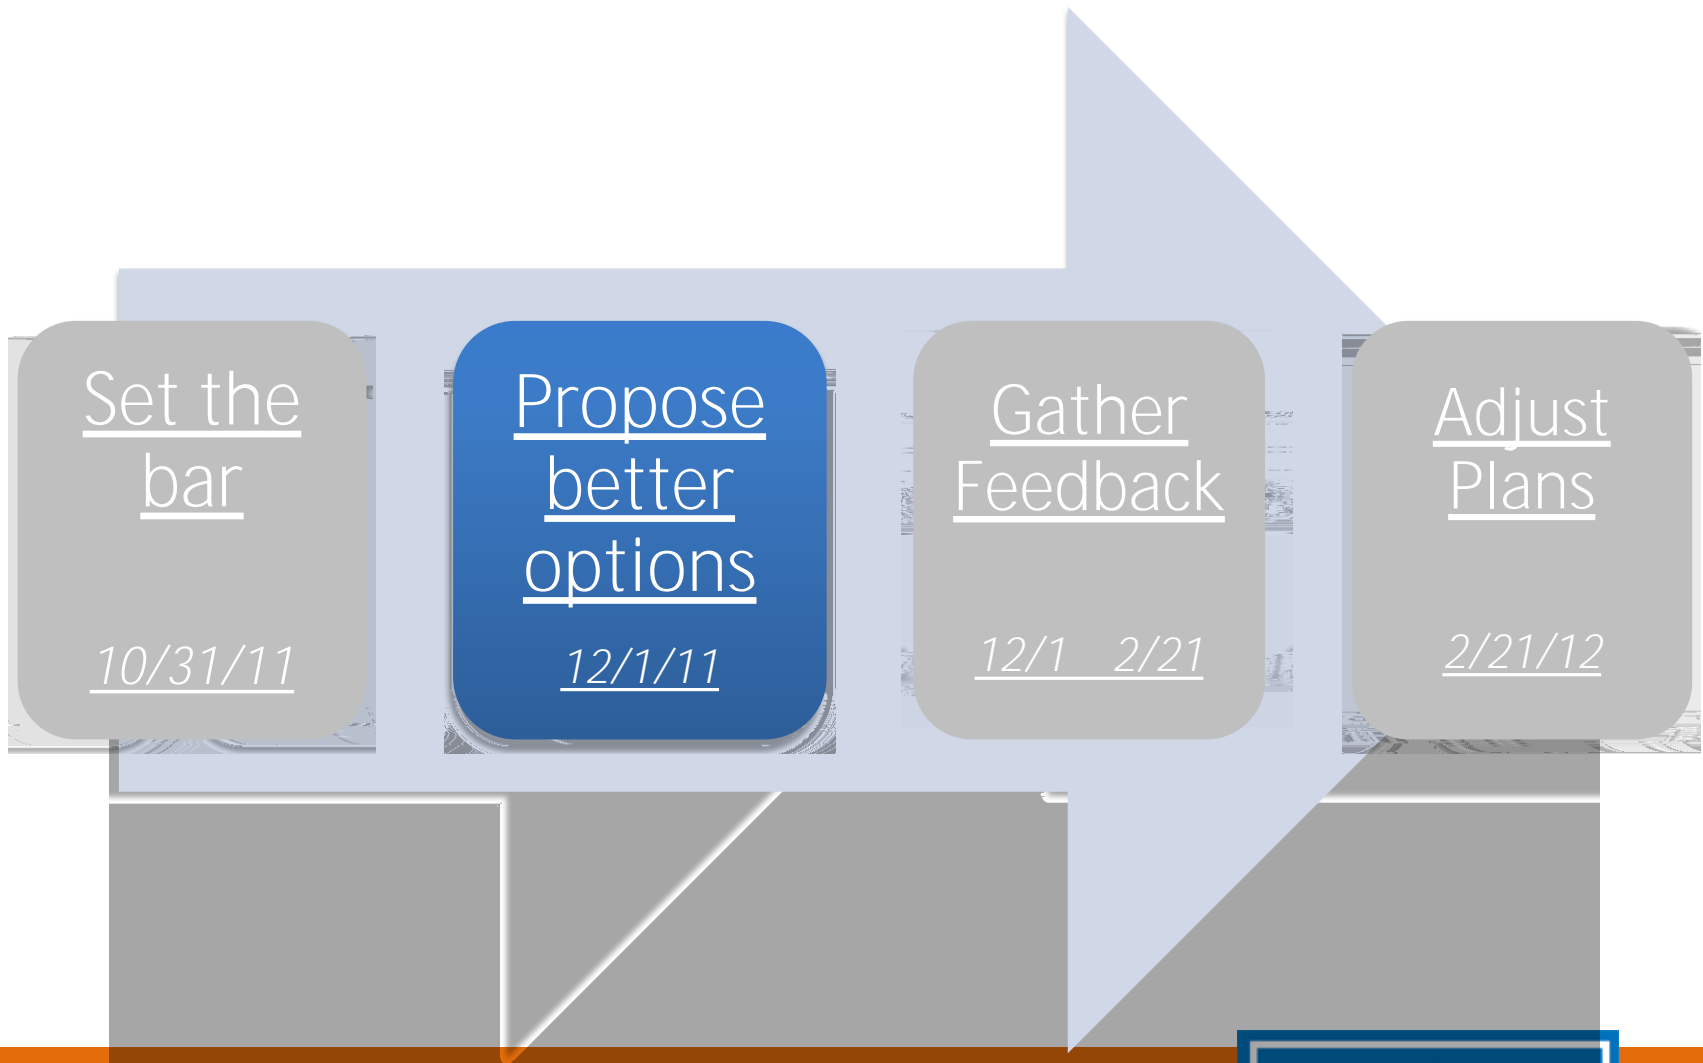 Set the
bar
10/31/11
Propose
better
options
12/1/11
Gather
Feedback
12/1 2/21
Adjust
Plans
2/21/12